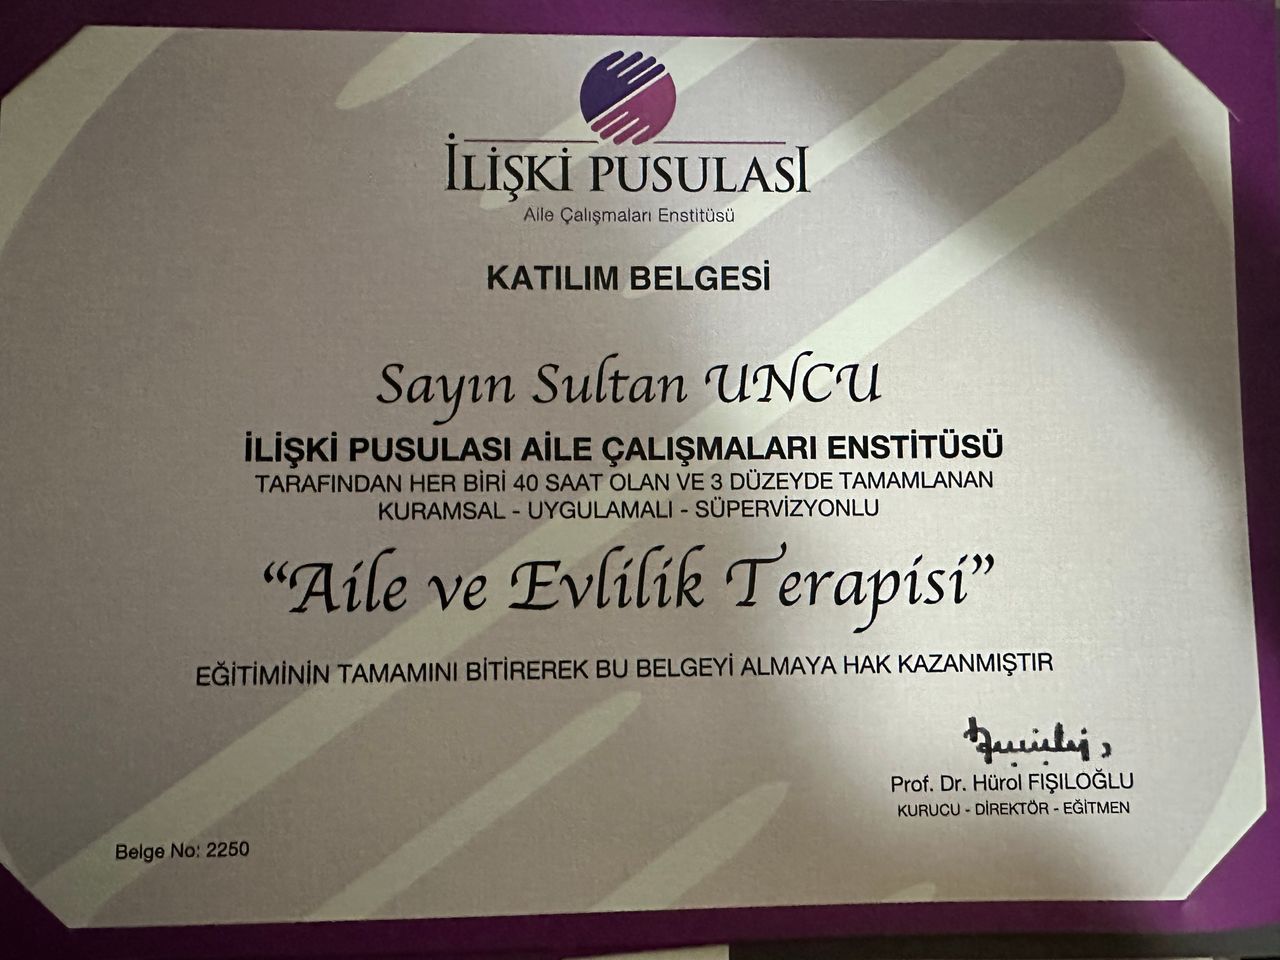 İLİŞKİ PUSULASI
Aile Çalışmaları Enstitüsü
KATILIM BELGESİ
Sayın Sultan UNCU
İLİŞKİ PUSULASI AİLE ÇALIŞMALARI ENSTİTÜSÜ
TARAFINDAN HER BİRİ 40 SAAT OLAN VE 3 DÜZEYDE TAMAMLANAN
KURAMSAL - UYGULAMALI - SÜPERVİZYONLU
“Aile ve Evlilik Terapisi”
EĞİTİMİNİN TAMAMINI BİTİREREK BU BELGEYİ ALMAYA HAK KAZANMIŞTIR
Prof. Dr. Hürol FIŞILOĞLU
KURUCU - DİREKTÖR - EĞİTMEN
Belge No: 2250